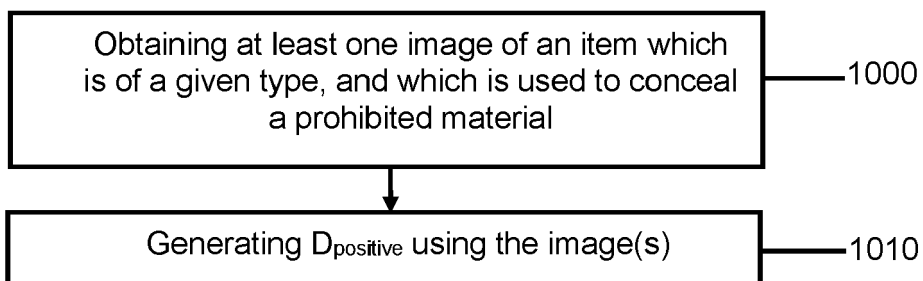 Obtaining at least one image of an item which
is of a given type, and which is used to conceal
a prohibited material
1000
Generating Dpositive using the image(s)
1010